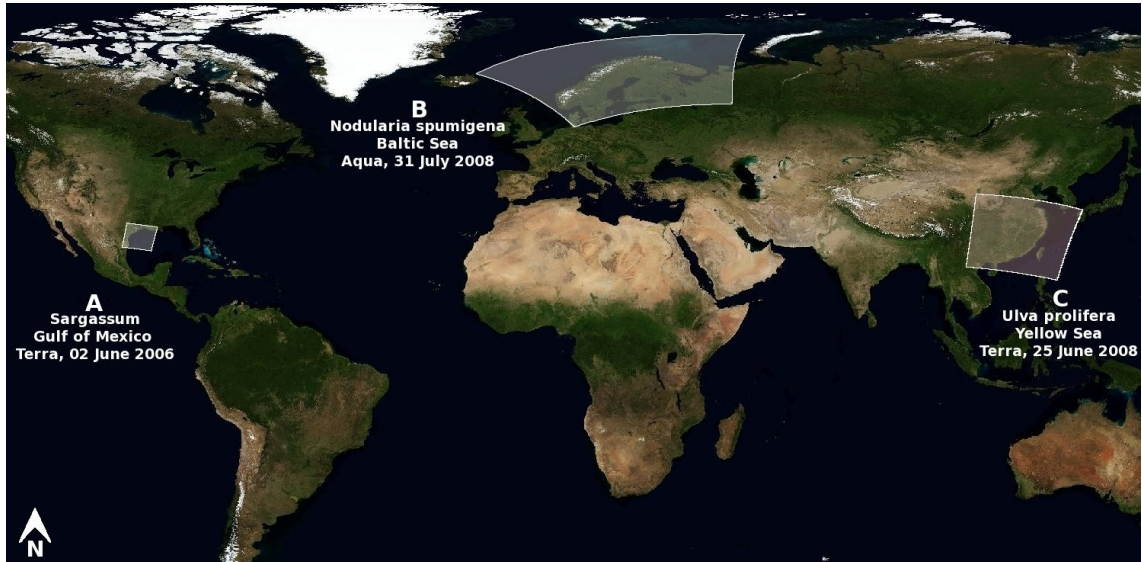 B
Nodularia spumigena
Baltic Sea
Aqua, 31 July 2008
A
Sargassum
Gulf of Mexico
Terra, 02 June 2006
C
Ulva prolifera
Yellow Sea
Terra, 25 June 2008
N